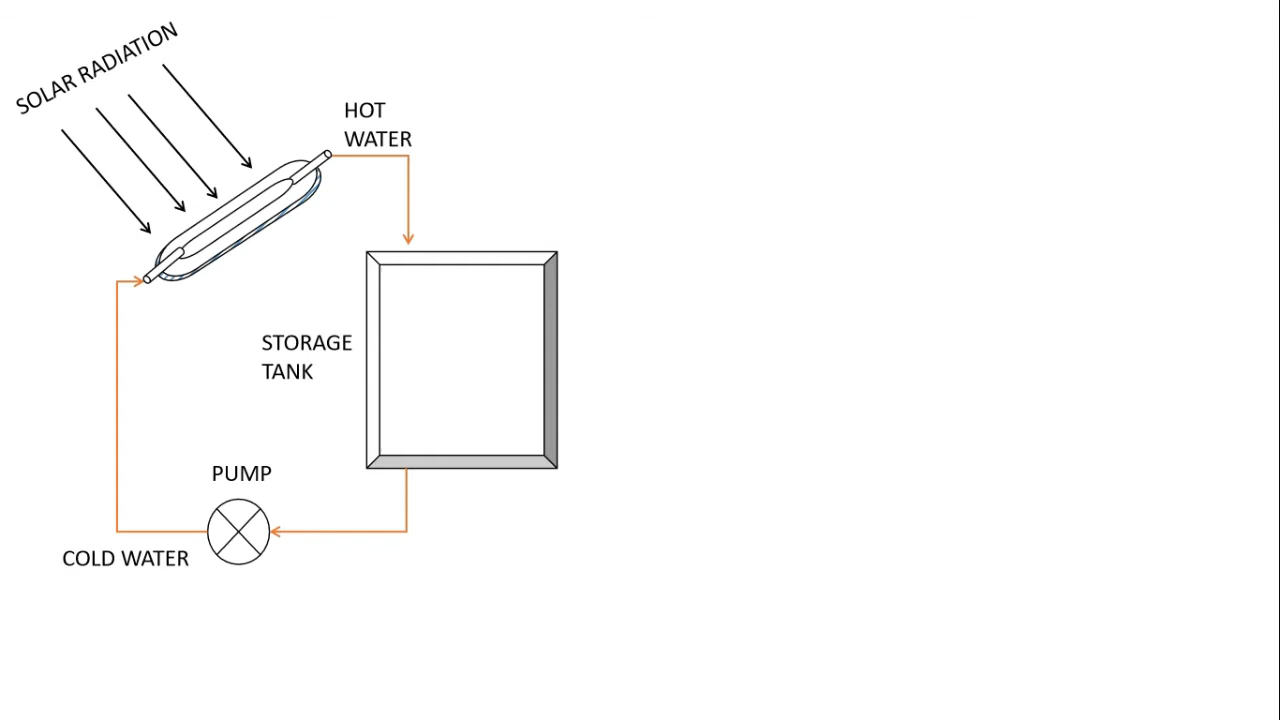 SOLAR RADIATION
HOT
WATER
STORAGE
TANK
PUMP
COLD WATER